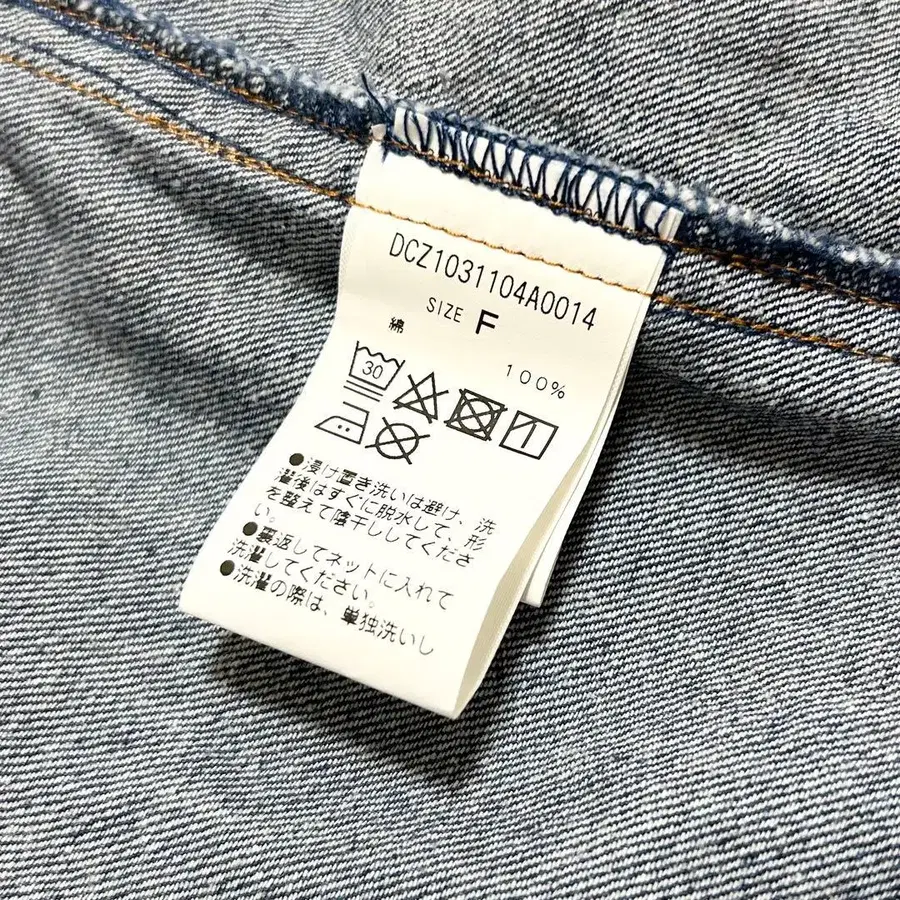 DCZ1031104A0014
SIZE F
綿 100%
30
●浸け置き洗いは避け、洗
濯後はすぐに脱水して、形
を整えて陰干ししてくださ
い。
●裏返してネットに入れて
洗濯してください。
●洗濯の際は、単独洗いし